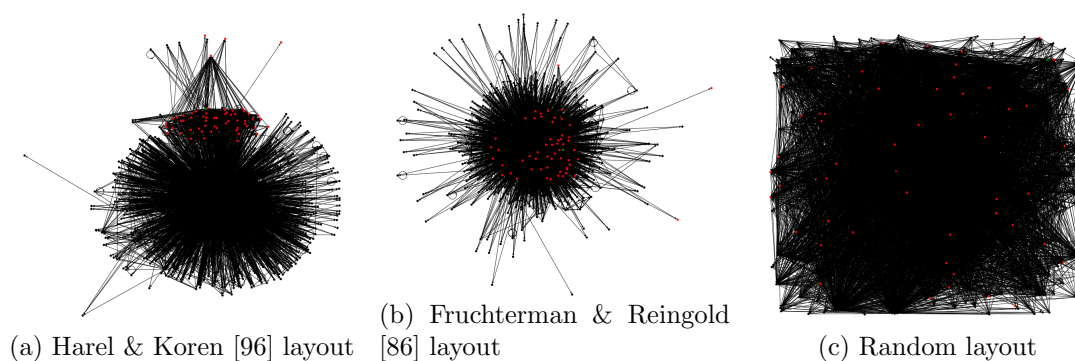 (a) Harel & Koren [96] layout
(b) Fruchterman & Reingold
[86] layout
(c) Random layout